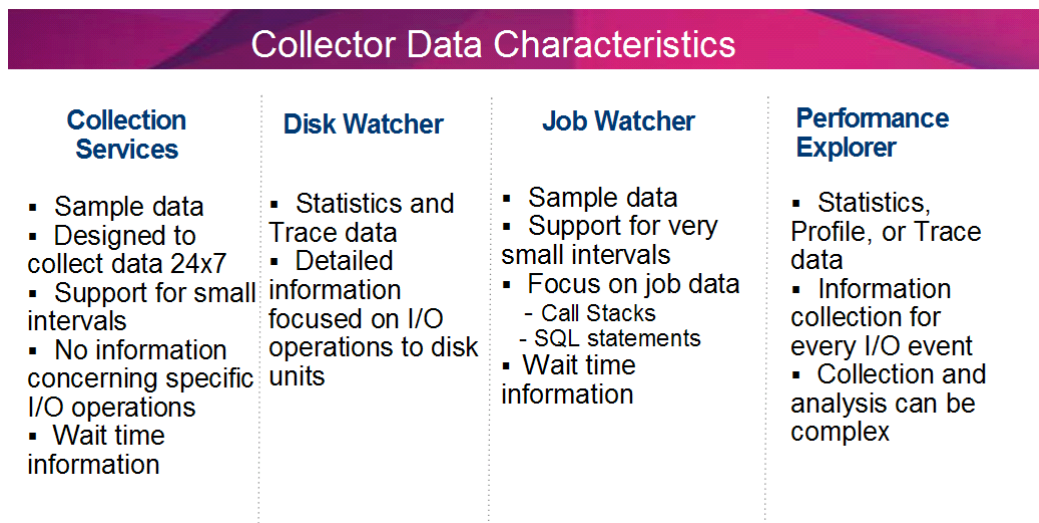 Collector Data Characteristics
Collection
Services
▪ Sample data
▪ Designed to
collect data 24x7
▪ Support for small
intervals
▪ No information
concerning specific
I/O operations
▪ Wait time
information
Disk Watcher
▪ Statistics and
Trace data
▪ Detailed
information
focused on I/O
operations to disk
units
Job Watcher
▪ Sample data
▪ Support for very
small intervals
▪ Focus on job data
- Call Stacks
- SQL statements
▪ Wait time
information
Performance
Explorer
▪ Statistics,
Profile, or Trace
data
▪ Information
collection for
every I/O event
▪ Collection and
analysis can be
complex